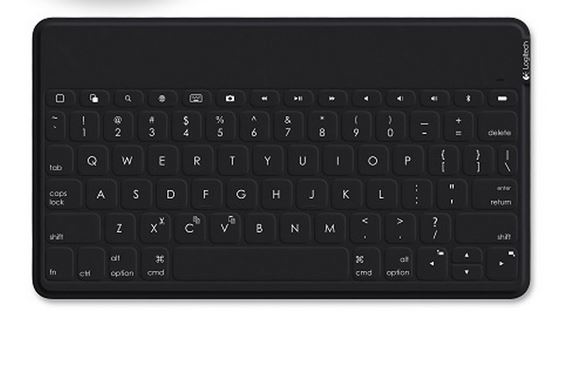 Logitech
~ ! @ # $ % ^ & * ( ) _ +
` 1 2 3 4 5 6 7 8 9 0 - = delete
tab Q W E R T Y U I O P { [ } ] | \
caps lock A S D F G H J K L : ; " ' enter return
shift Z X C V B N M < , > . ? / shift
fn ctrl alt option ⌘ cmd ⌘ cmd alt option